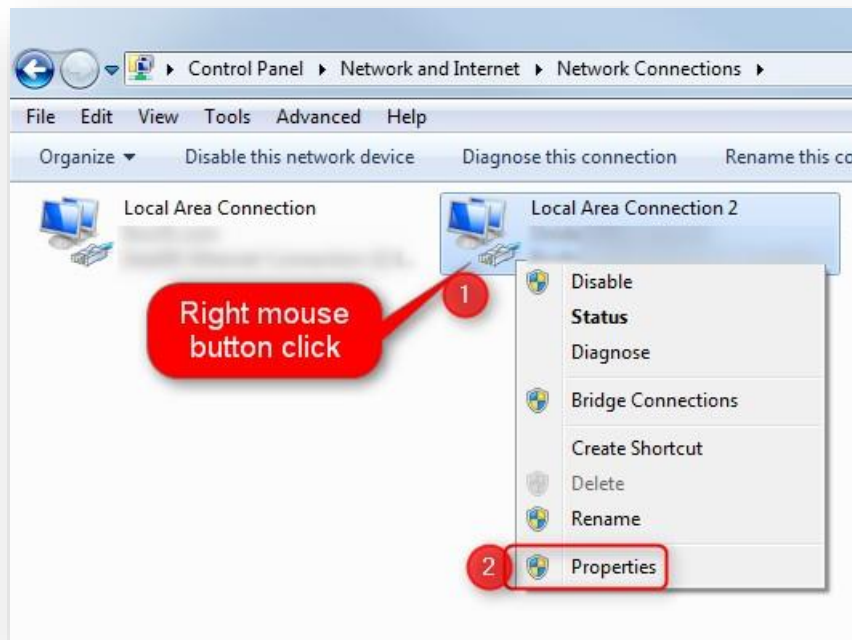 Control Panel Network and Internet Network Connections
File Edit View Tools Advanced Help
Organize Disable this network device Diagnose this connection Rename this co
Local Area Connection
Local Area Connection 2
1
Right mouse
button click
Disable
Status
Diagnose
Bridge Connections
Create Shortcut
Delete
Rename
2
Properties